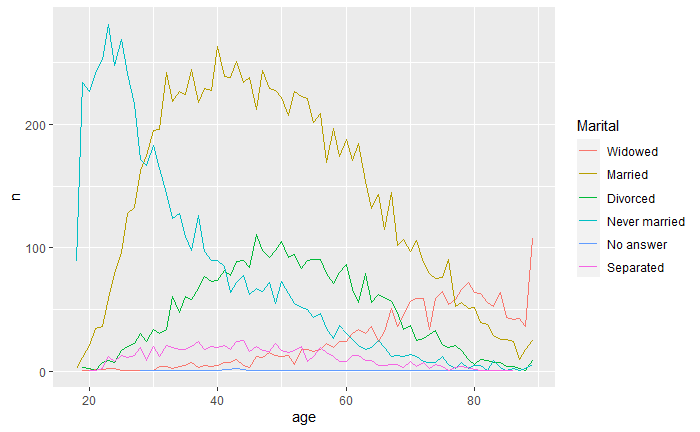 200
100
0
n
20
40
60
80
age
Marital
Widowed
Married
Divorced
Never married
No answer
Separated